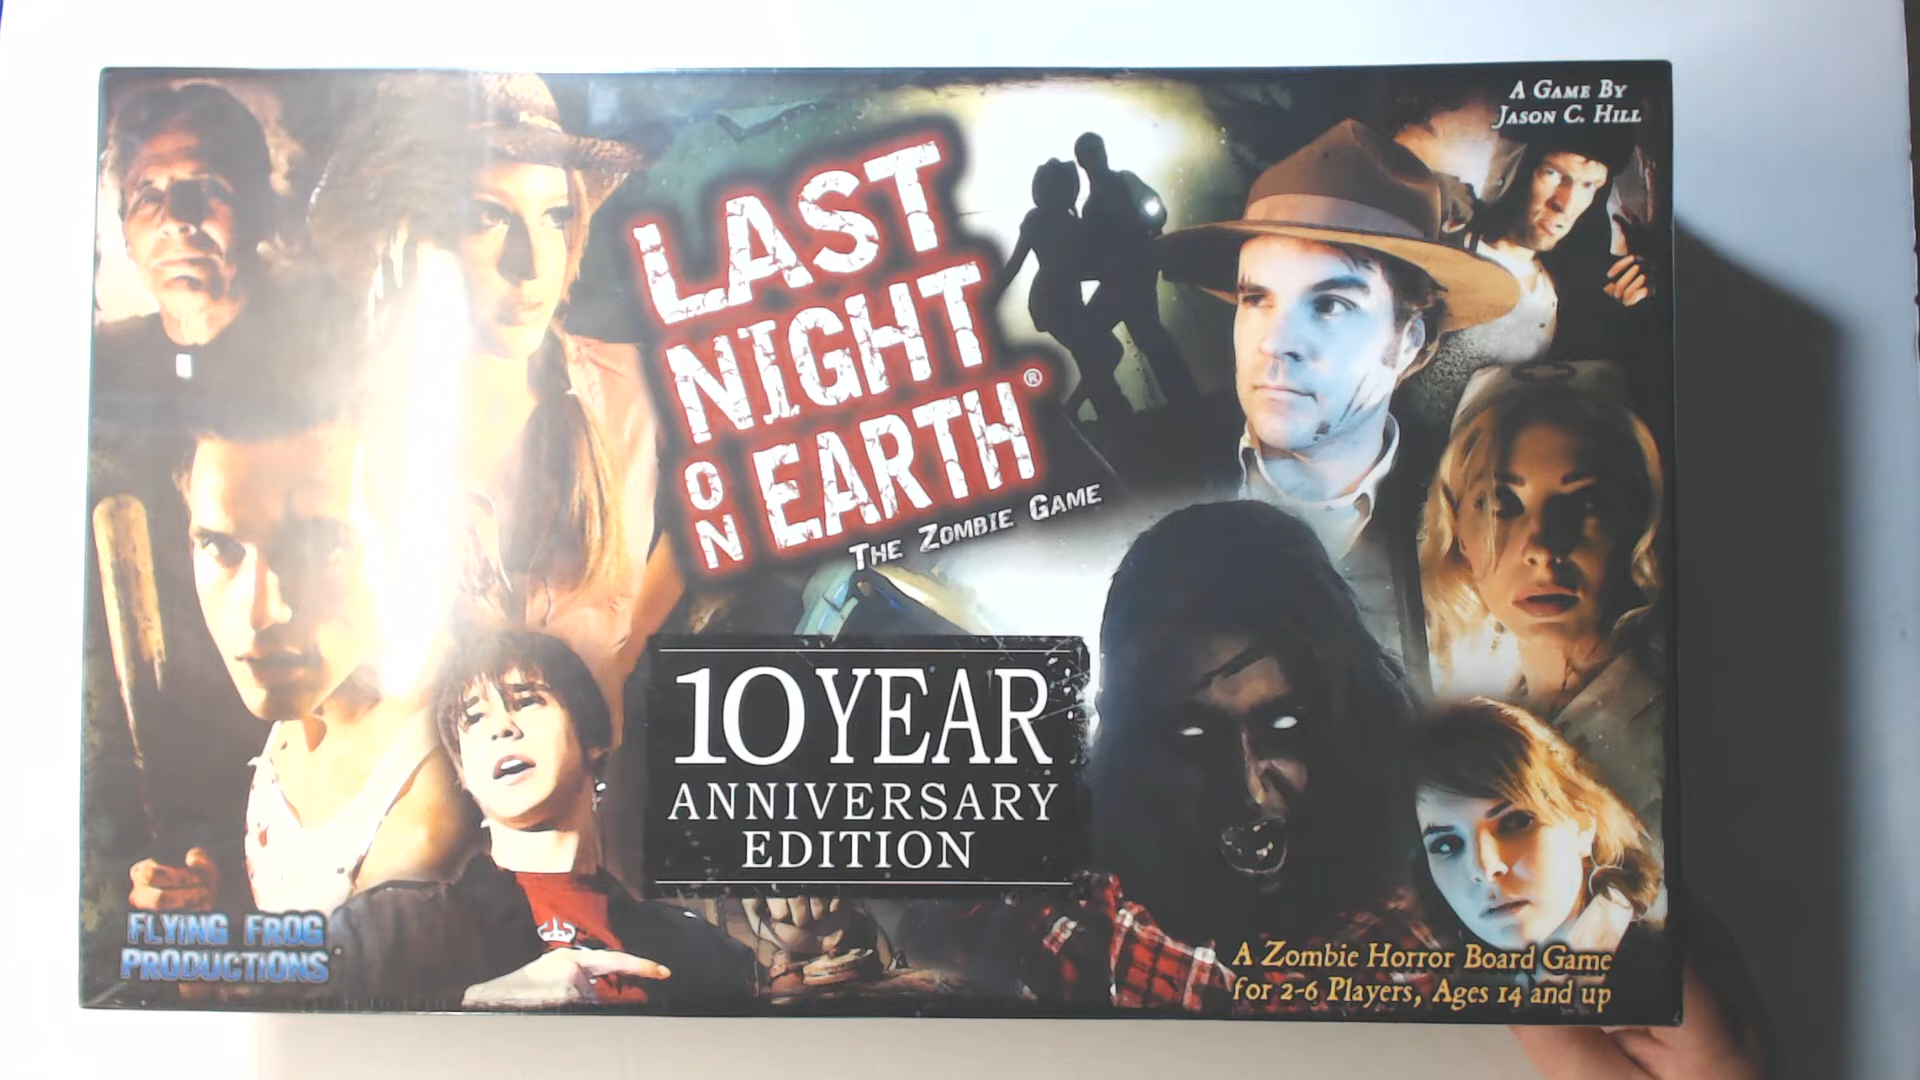 A Game By
Jason C. Hill
LAST
NIGHT
ON EARTH®
The Zombie Game
10 YEAR
ANNIVERSARY
EDITION
FLYING FROG
PRODUCTIONS
A Zombie Horror Board Game
for 2-6 Players, Ages 14 and up